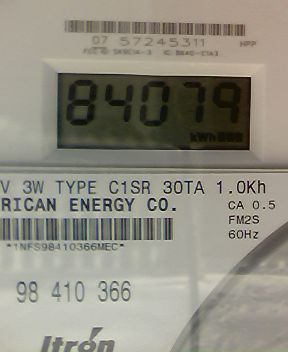 07 57245311 HPP
84079
kWh
V 3W TYPE C1SR 30TA 1.0Kh
RICAN ENERGY CO. CA 0.5
FM2S
60Hz
*1NFS98410366MEC*
98 410 366
Itron